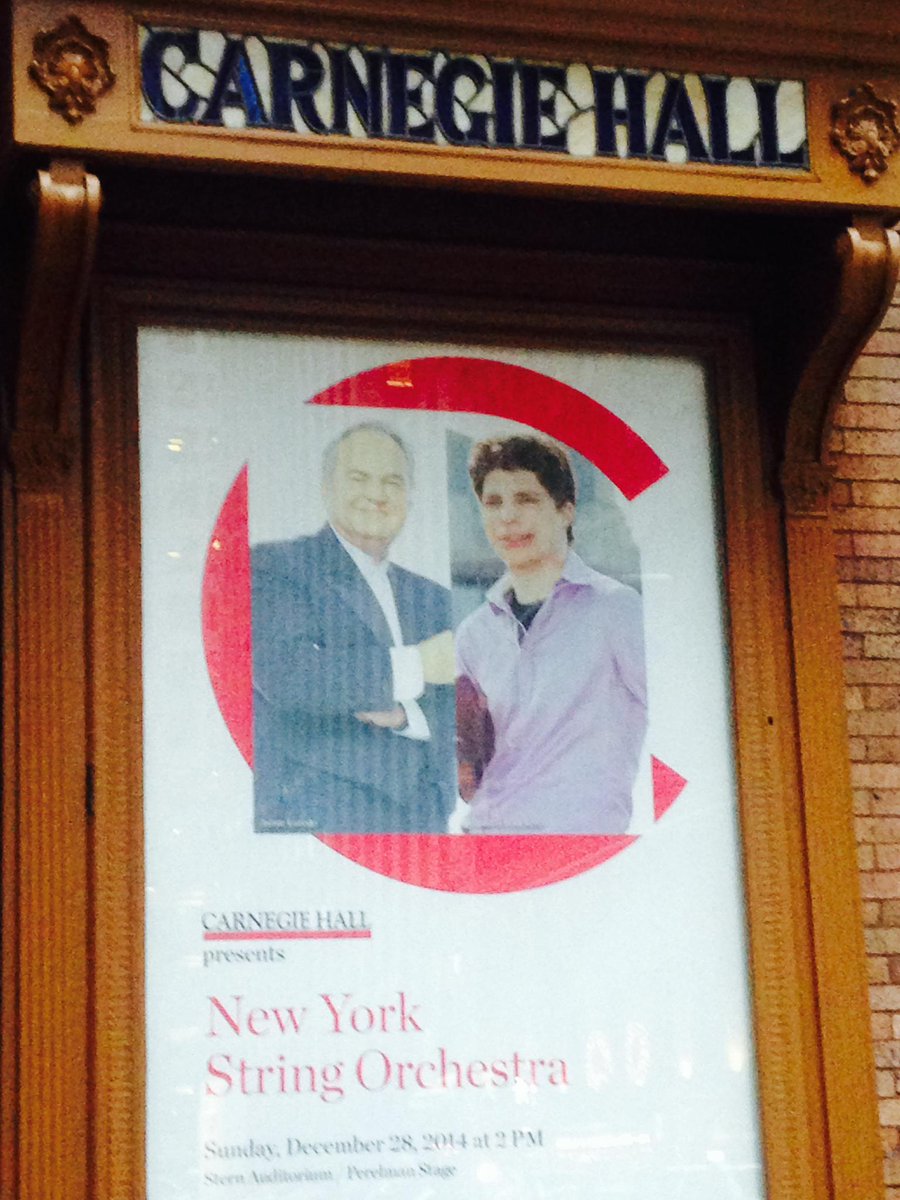 CARNEGIE HALL
CARNEGIE HALL
presents
New York
String Orchestra
Sunday, December 28, 2014 at 2 PM
Stern Auditorium / Perelman Stage